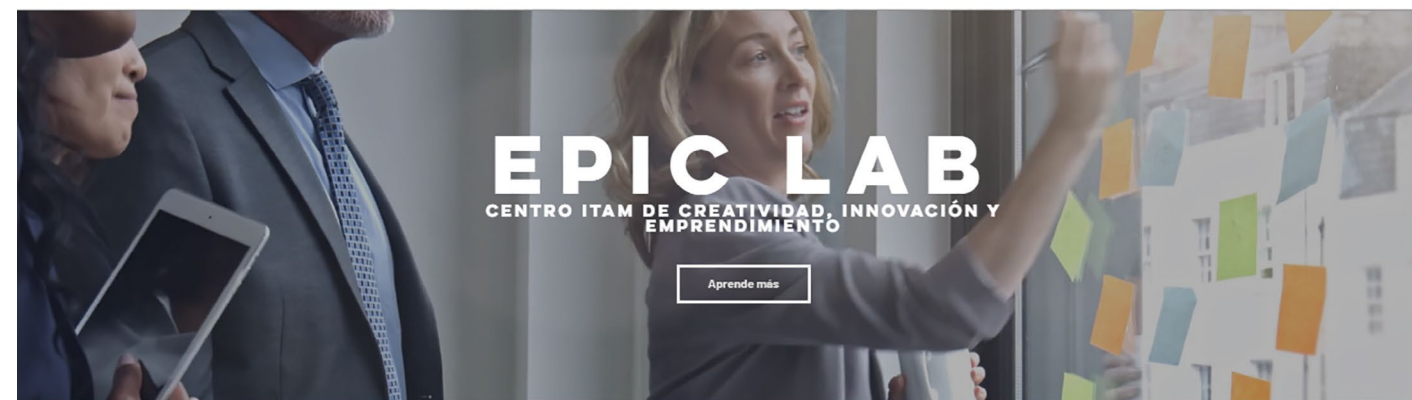 EPIC LAB
CENTRO ITAM DE CREATIVIDAD, INNOVACIÓN Y
EMPRENDIMIENTO
Aprende más